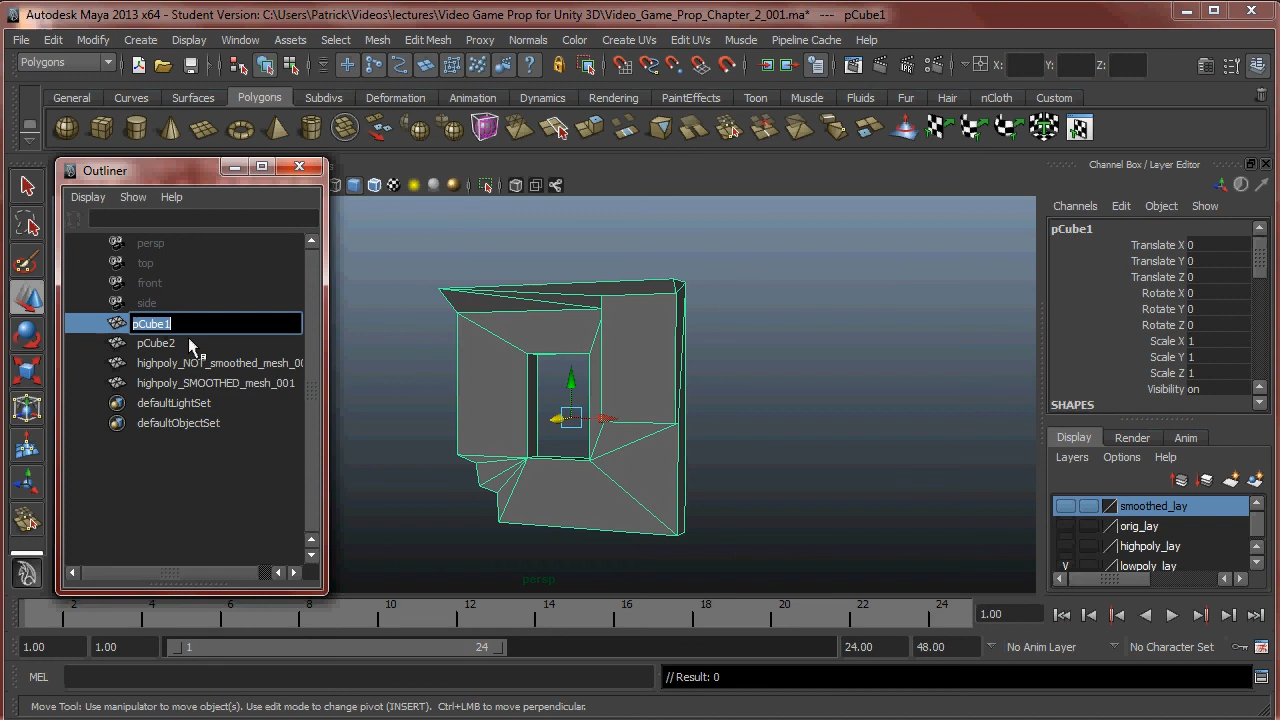 Autodesk Maya 2013 x64 - Student Version: C:\Users\Patrick\Videos\lectures\Video Game Prop for Unity 3D\Video_Game_Prop_Chapter_2_001.ma* --- pCube1
File Edit Modify Create Display Window Assets Select Mesh Edit Mesh Proxy Normals Color Create UVs Edit UVs Muscle Pipeline Cache Help
Polygons X: Y: Z:
General Curves Surfaces Polygons Subdivs Deformation Animation Dynamics Rendering PaintEffects Toon Muscle Fluids Fur Hair nCloth Custom
Outliner
Display Show Help
persp
top
front
side
pCube1
pCube2
highpoly_NOT_smoothed_mesh_00
highpoly_SMOOTHED_mesh_001
defaultLightSet
defaultObjectSet
persp
Channel Box / Layer Editor
Channels Edit Object Show
pCube1
Translate X 0
Translate Y 0
Translate Z 0
Rotate X 0
Rotate Y 0
Rotate Z 0
Scale X 1
Scale Y 1
Scale Z 1
Visibility on
SHAPES
Display Render Anim
Layers Options Help
smoothed_lay
orig_lay
highpoly_lay
V lowpoly_lay
2 4 6 8 10 12 14 16 18 20 22 24 1.00
1.00 1.00 1 24 24.00 48.00 No Anim Layer No Character Set
MEL // Result: 0
Move Tool: Use manipulator to move object(s). Use edit mode to change pivot (INSERT). Ctrl+LMB to move perpendicular.